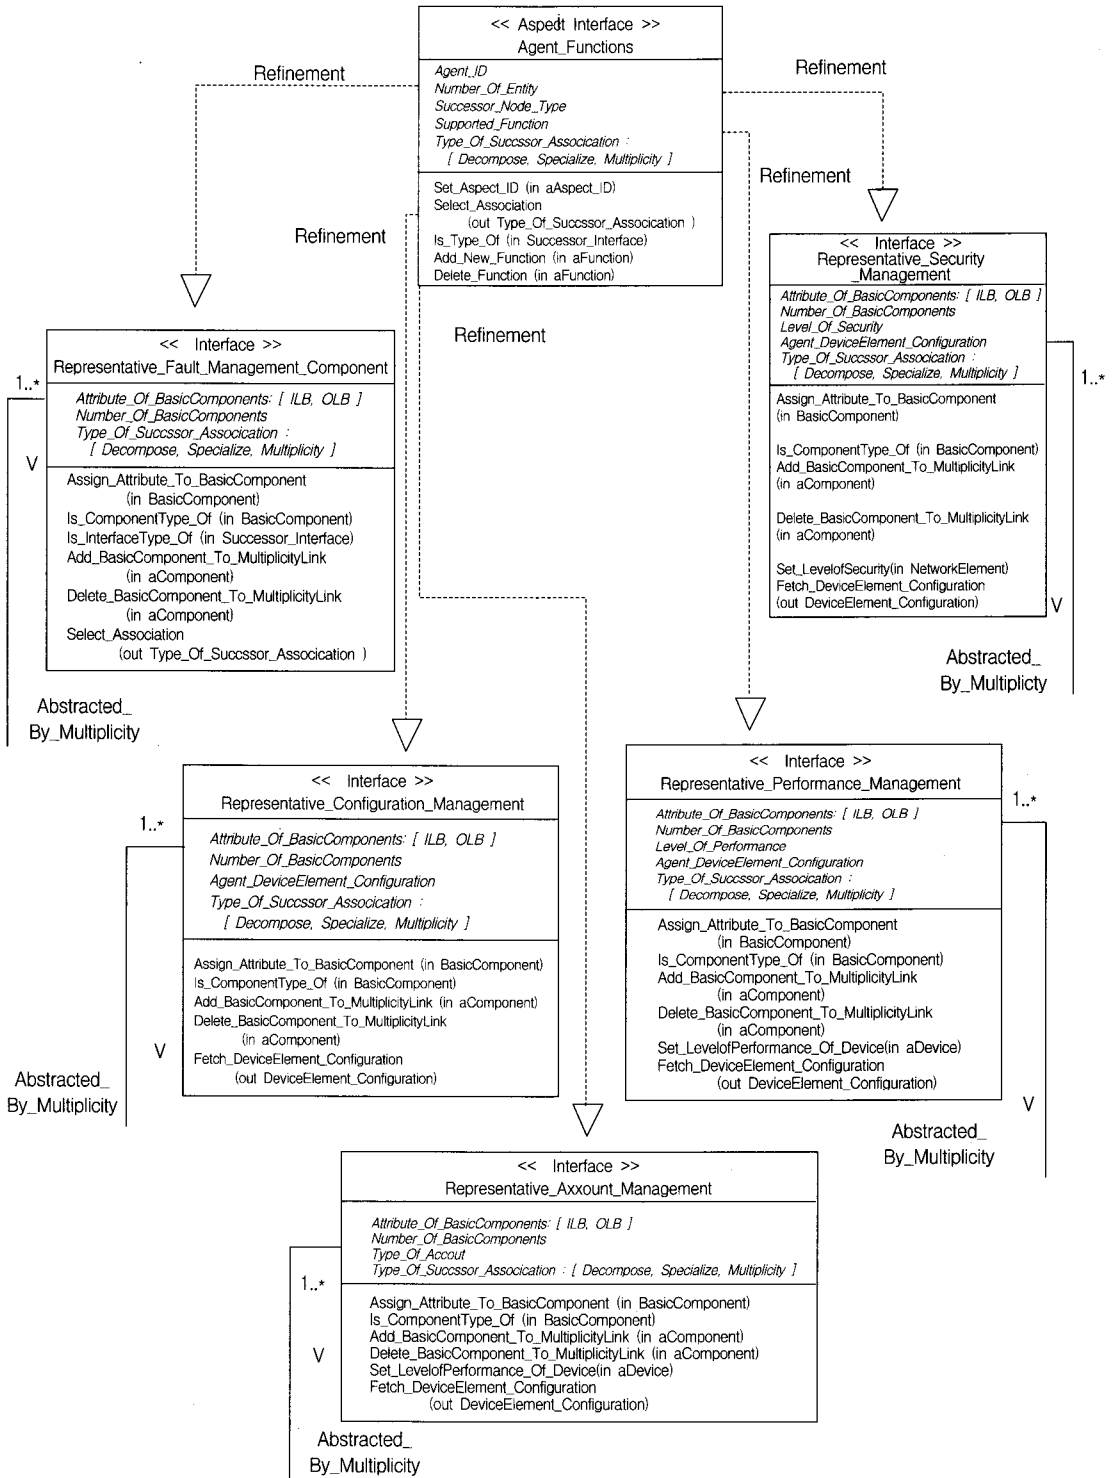 << Aspect Interface >>
Agent_Functions
Agent_ID
Number_Of_Entity
Successor_Node_Type
Supported_Function
Type_Of_Succssor_Assocication :
[ Decompose, Specialize, Multiplicity ]
Set_Aspect_ID (in aAspect_ID)
Select_Association
(out Type_Of_Succssor_Assocication )
Is_Type_Of (in Successor_Interface)
Add_New_Function (in aFunction)
Delete_Function (in aFunction)
Refinement
Refinement
Refinement
Refinement
Refinement
<< Interface >>
Representative_Security
_Management
Attribute_Of_BasicComponents: [ ILB, OLB ]
Number_Of_BasicComponents
Level_Of_Security
Agent_DeviceElement_Configuration
Type_Of_Succssor_Assocication :
[ Decompose, Specialize, Multiplicity ]
Assign_Attribute_To_BasicComponent
(in BasicComponent)
Is_ComponentType_Of (in BasicComponent)
Add_BasicComponent_To_MultiplicityLink
(in aComponent)
Delete_BasicComponent_To_MultiplicityLink
(in aComponent)
Set_LevelofSecurity(in NetworkElement)
Fetch_DeviceElement_Configuration
(out DeviceElement_Configuration)
1..*
V
Abstracted_
By_Multiplicty
<< Interface >>
Representative_Fault_Management_Component
Attribute_Of_BasicComponents: [ ILB, OLB ]
Number_Of_BasicComponents
Type_Of_Succssor_Assocication :
[ Decompose, Specialize, Multiplicity ]
Assign_Attribute_To_BasicComponent
(in BasicComponent)
Is_ComponentType_Of (in BasicComponent)
Is_InterfaceType_Of (in Successor_Interface)
Add_BasicComponent_To_MultiplicityLink
(in aComponent)
Delete_BasicComponent_To_MultiplicityLink
(in aComponent)
Select_Association
(out Type_Of_Succssor_Assocication )
1..*
V
Abstracted_
By_Multiplicity
<< Interface >>
Representative_Configuration_Management
Attribute_Of_BasicComponents: [ ILB, OLB ]
Number_Of_BasicComponents
Agent_DeviceElement_Configuration
Type_Of_Succssor_Assocication :
[ Decompose, Specialize, Multiplicity ]
Assign_Attribute_To_BasicComponent (in BasicComponent)
Is_ComponentType_Of (in BasicComponent)
Add_BasicComponent_To_MultiplicityLink (in aComponent)
Delete_BasicComponent_To_MultiplicityLink
(in aComponent)
Fetch_DeviceElement_Configuration
(out DeviceElement_Configuration)
1..*
V
Abstracted_
By_Multiplicity
<< Interface >>
Representative_Performance_Management
Attribute_Of_BasicComponents: [ ILB, OLB ]
Number_Of_BasicComponents
Level_Of_Performance
Agent_DeviceElement_Configuration
Type_Of_Succssor_Assocication :
[ Decompose, Specialize, Multiplicity ]
Assign_Attribute_To_BasicComponent
(in BasicComponent)
Is_ComponentType_Of (in BasicComponent)
Add_BasicComponent_To_MultiplicityLink
(in aComponent)
Delete_BasicComponent_To_MultiplicityLink
(in aComponent)
Set_LevelofPerformance_Of_Device(in aDevice)
Fetch_DeviceElement_Configuration
(out DeviceElement_Configuration)
1..*
V
Abstracted_
By_Multiplicity
<< Interface >>
Representative_Axxount_Management
Attribute_Of_BasicComponents: [ ILB, OLB ]
Number_Of_BasicComponents
Type_Of_Accout
Type_Of_Succssor_Assocication : [ Decompose, Specialize, Multiplicity ]
Assign_Attribute_To_BasicComponent (in BasicComponent)
Is_ComponentType_Of (in BasicComponent)
Add_BasicComponent_To_MultiplicityLink (in aComponent)
Delete_BasicComponent_To_MultiplicityLink (in aComponent)
Set_LevelofPerformance_Of_Device(in aDevice)
Fetch_DeviceElement_Configuration
(out DeviceElement_Configuration)
1..*
V
Abstracted_
By_Multiplicity